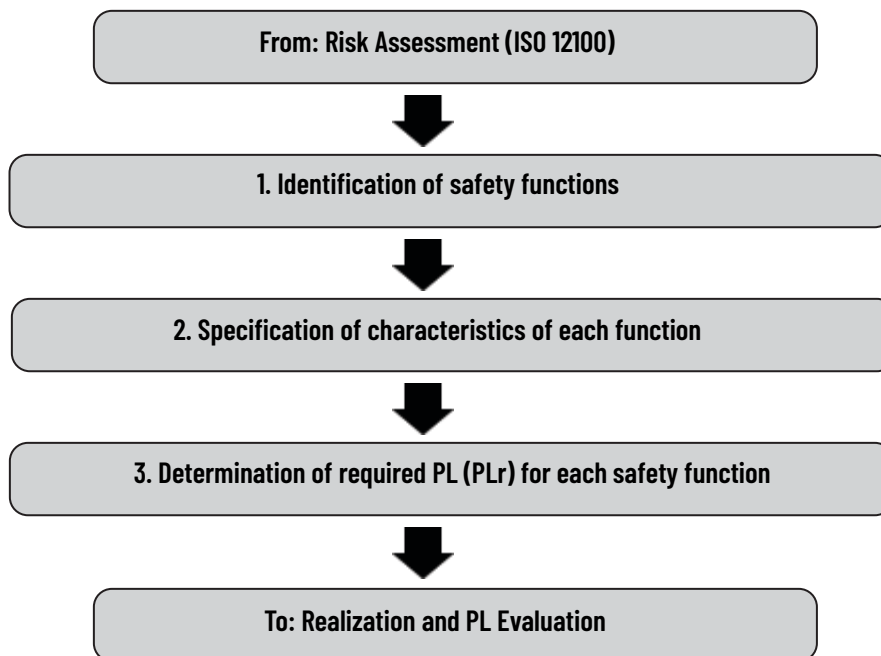 From: Risk Assessment (ISO 12100)
1. Identification of safety functions
2. Specification of characteristics of each function
3. Determination of required PL (PLr) for each safety function
To: Realization and PL Evaluation